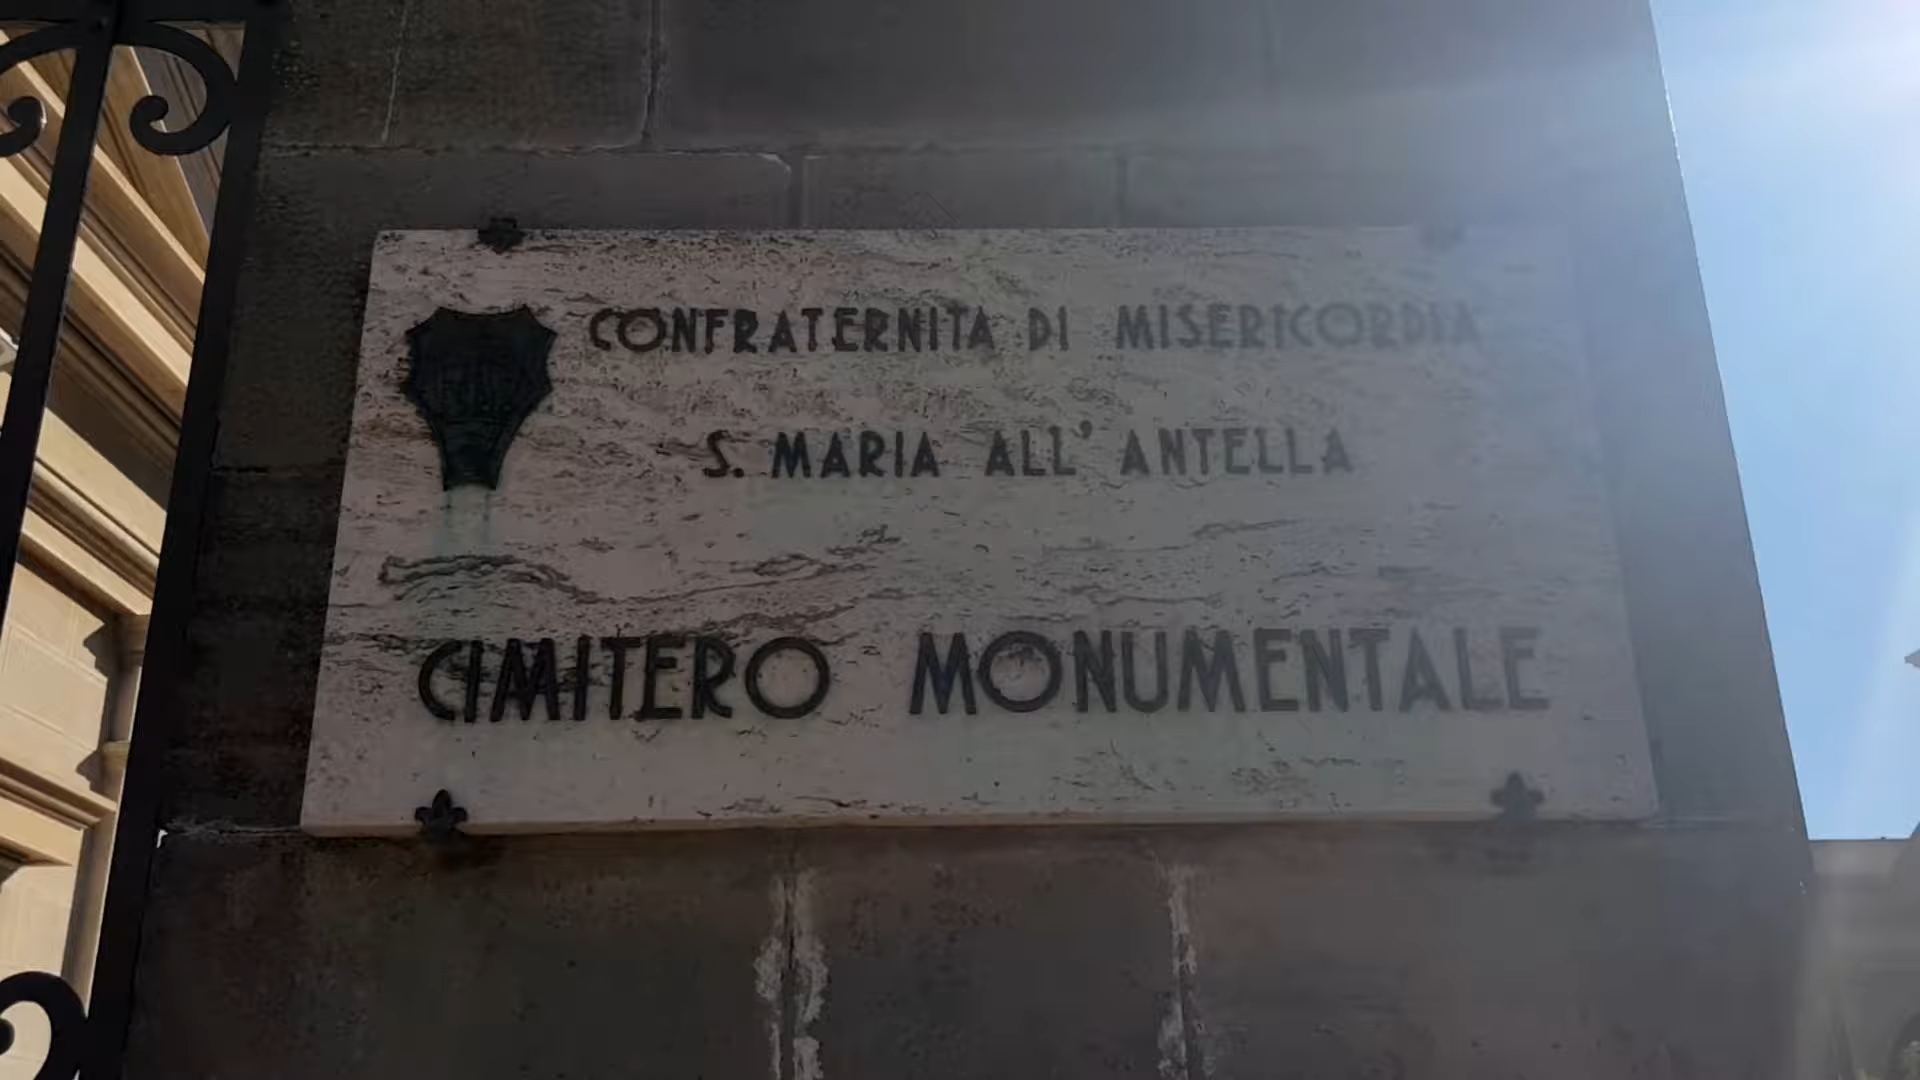 CONFRATERNITA DI MISERICORDIA
S. MARIA ALL' ANTELLA
CIMITERO MONUMENTALE